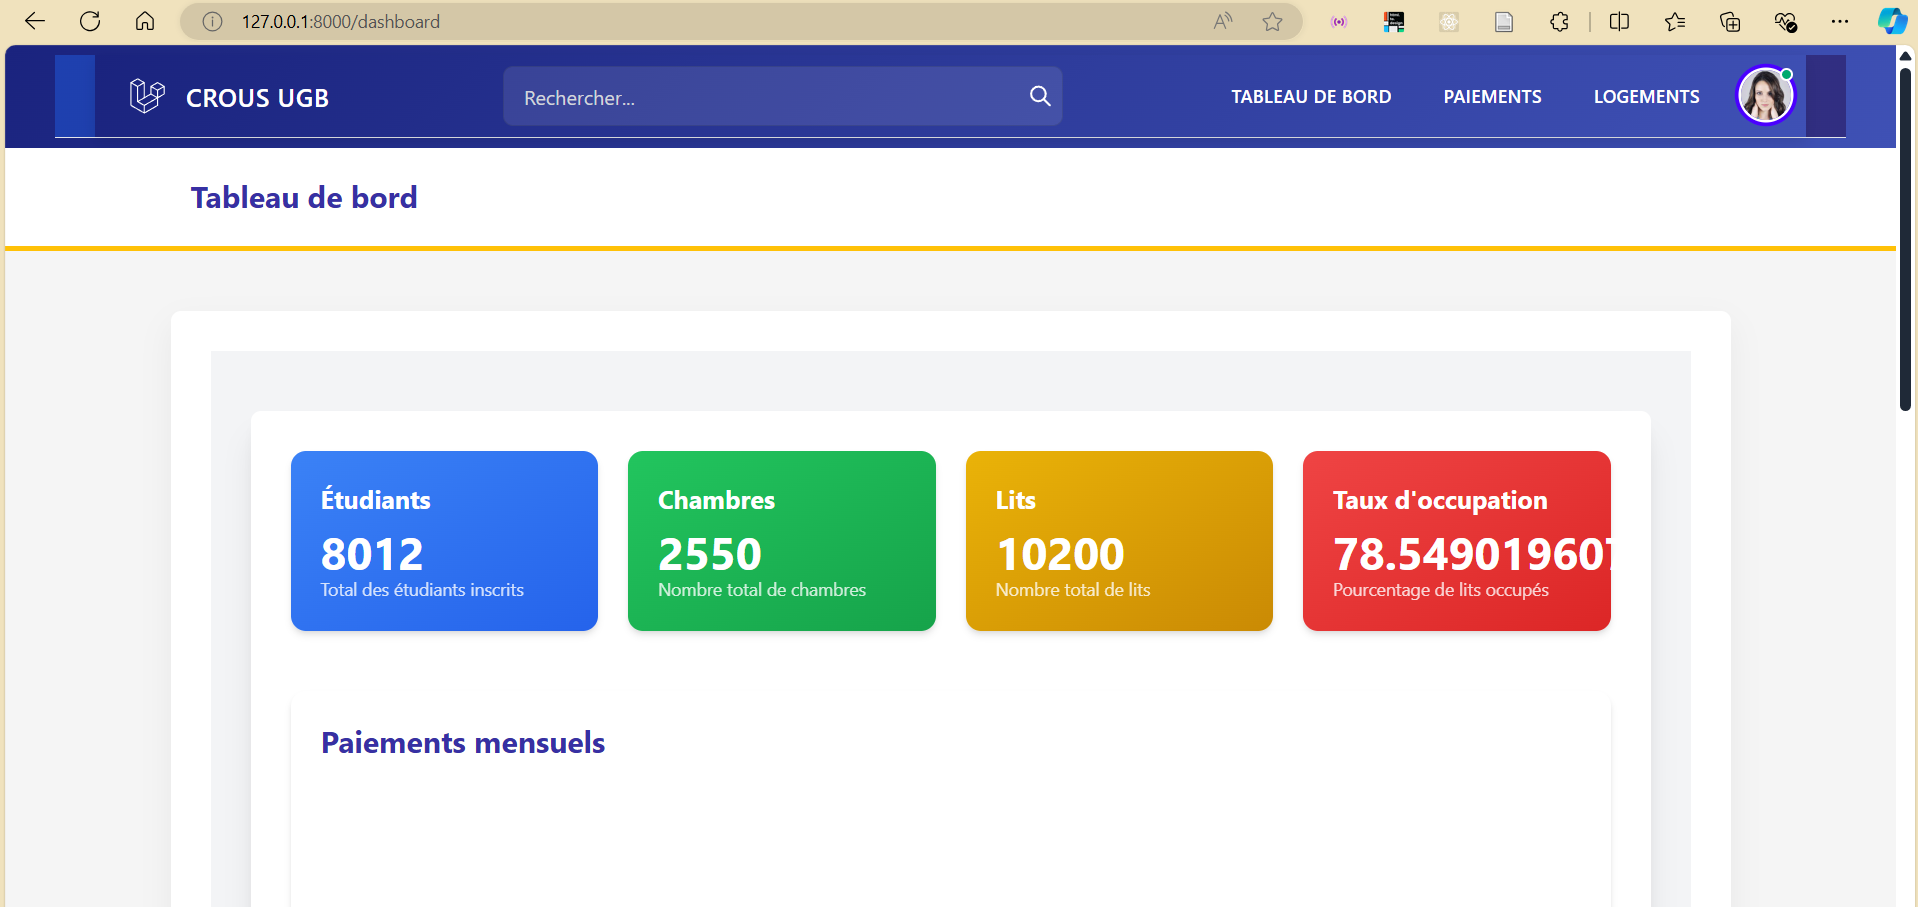 127.0.0.1:8000/dashboard
CROUS UGB
Rechercher...
TABLEAU DE BORD
PAIEMENTS
LOGEMENTS
Tableau de bord
Étudiants
8012
Total des étudiants inscrits
Chambres
2550
Nombre total de chambres
Lits
10200
Nombre total de lits
Taux d'occupation
78.549019607
Pourcentage de lits occupés
Paiements mensuels